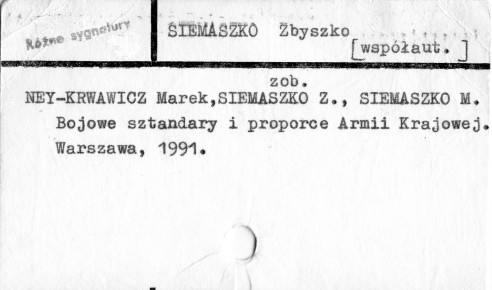 Różne sygnatury
SIEMASZKO Zbyszko
[współaut. ]
zob.
NEY-KRWAWICZ Marek,SIEMASZKO Z., SIEMASZKO M.
Bojowe sztandary i proporce Armii Krajowej.
Warszawa, 1991.